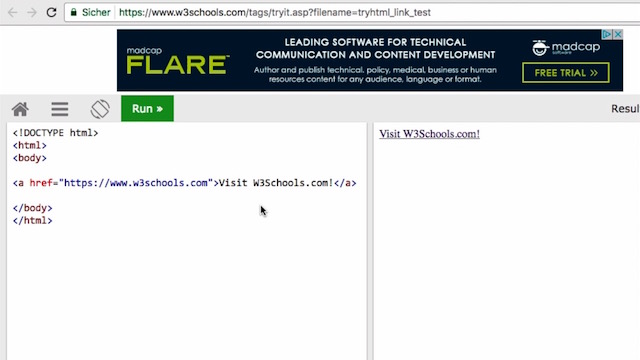 Sicher https://www.w3schools.com/tags/tryit.asp?filename=tryhtml_link_test
madcap
FLARE
LEADING SOFTWARE FOR TECHNICAL
COMMUNICATION AND CONTENT DEVELOPMENT
Author and publish technical, policy, medical, business or human
resources content for any audience, language or format.
madcap
software
FREE TRIAL >>
Run »
Resul
<!DOCTYPE html>
<html>
<body>
<a href="https://www.w3schools.com">Visit W3Schools.com!</a>
</body>
</html>
Visit W3Schools.com!